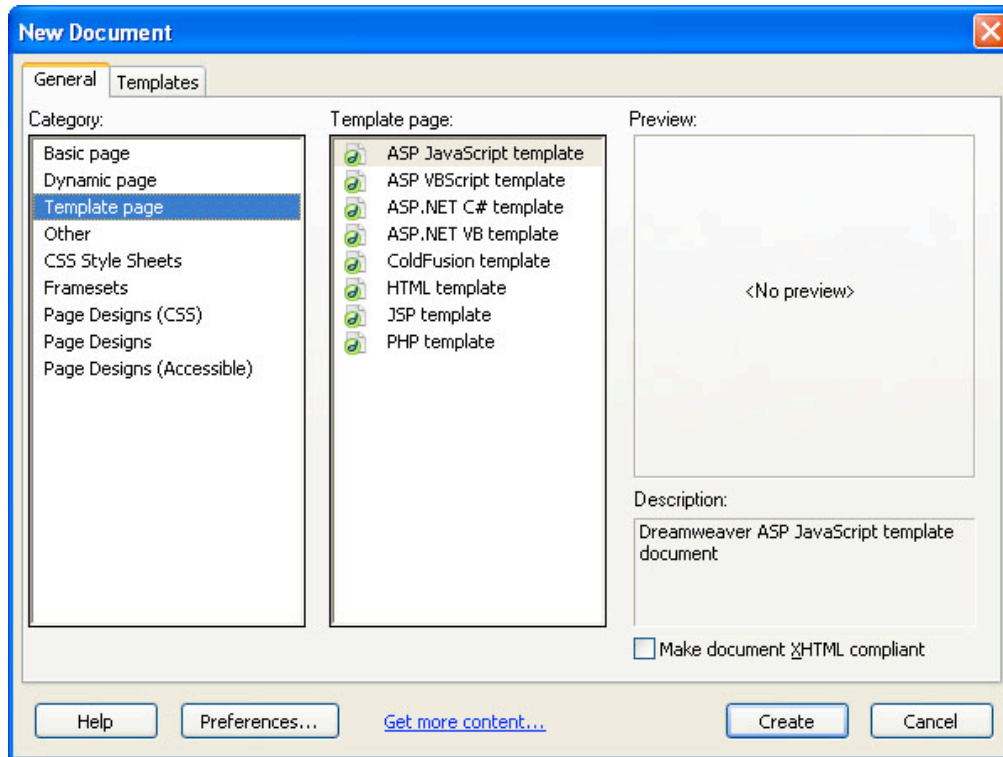 New Document
General
Templates
Category:
Basic page
Dynamic page
Template page
Other
CSS Style Sheets
Framesets
Page Designs (CSS)
Page Designs
Page Designs (Accessible)
Template page:
ASP JavaScript template
ASP VBScript template
ASP.NET C# template
ASP.NET VB template
ColdFusion template
HTML template
JSP template
PHP template
Preview:
<No preview>
Description:
Dreamweaver ASP JavaScript template
document
Make document XHTML compliant
Help
Preferences...
Get more content...
Create
Cancel